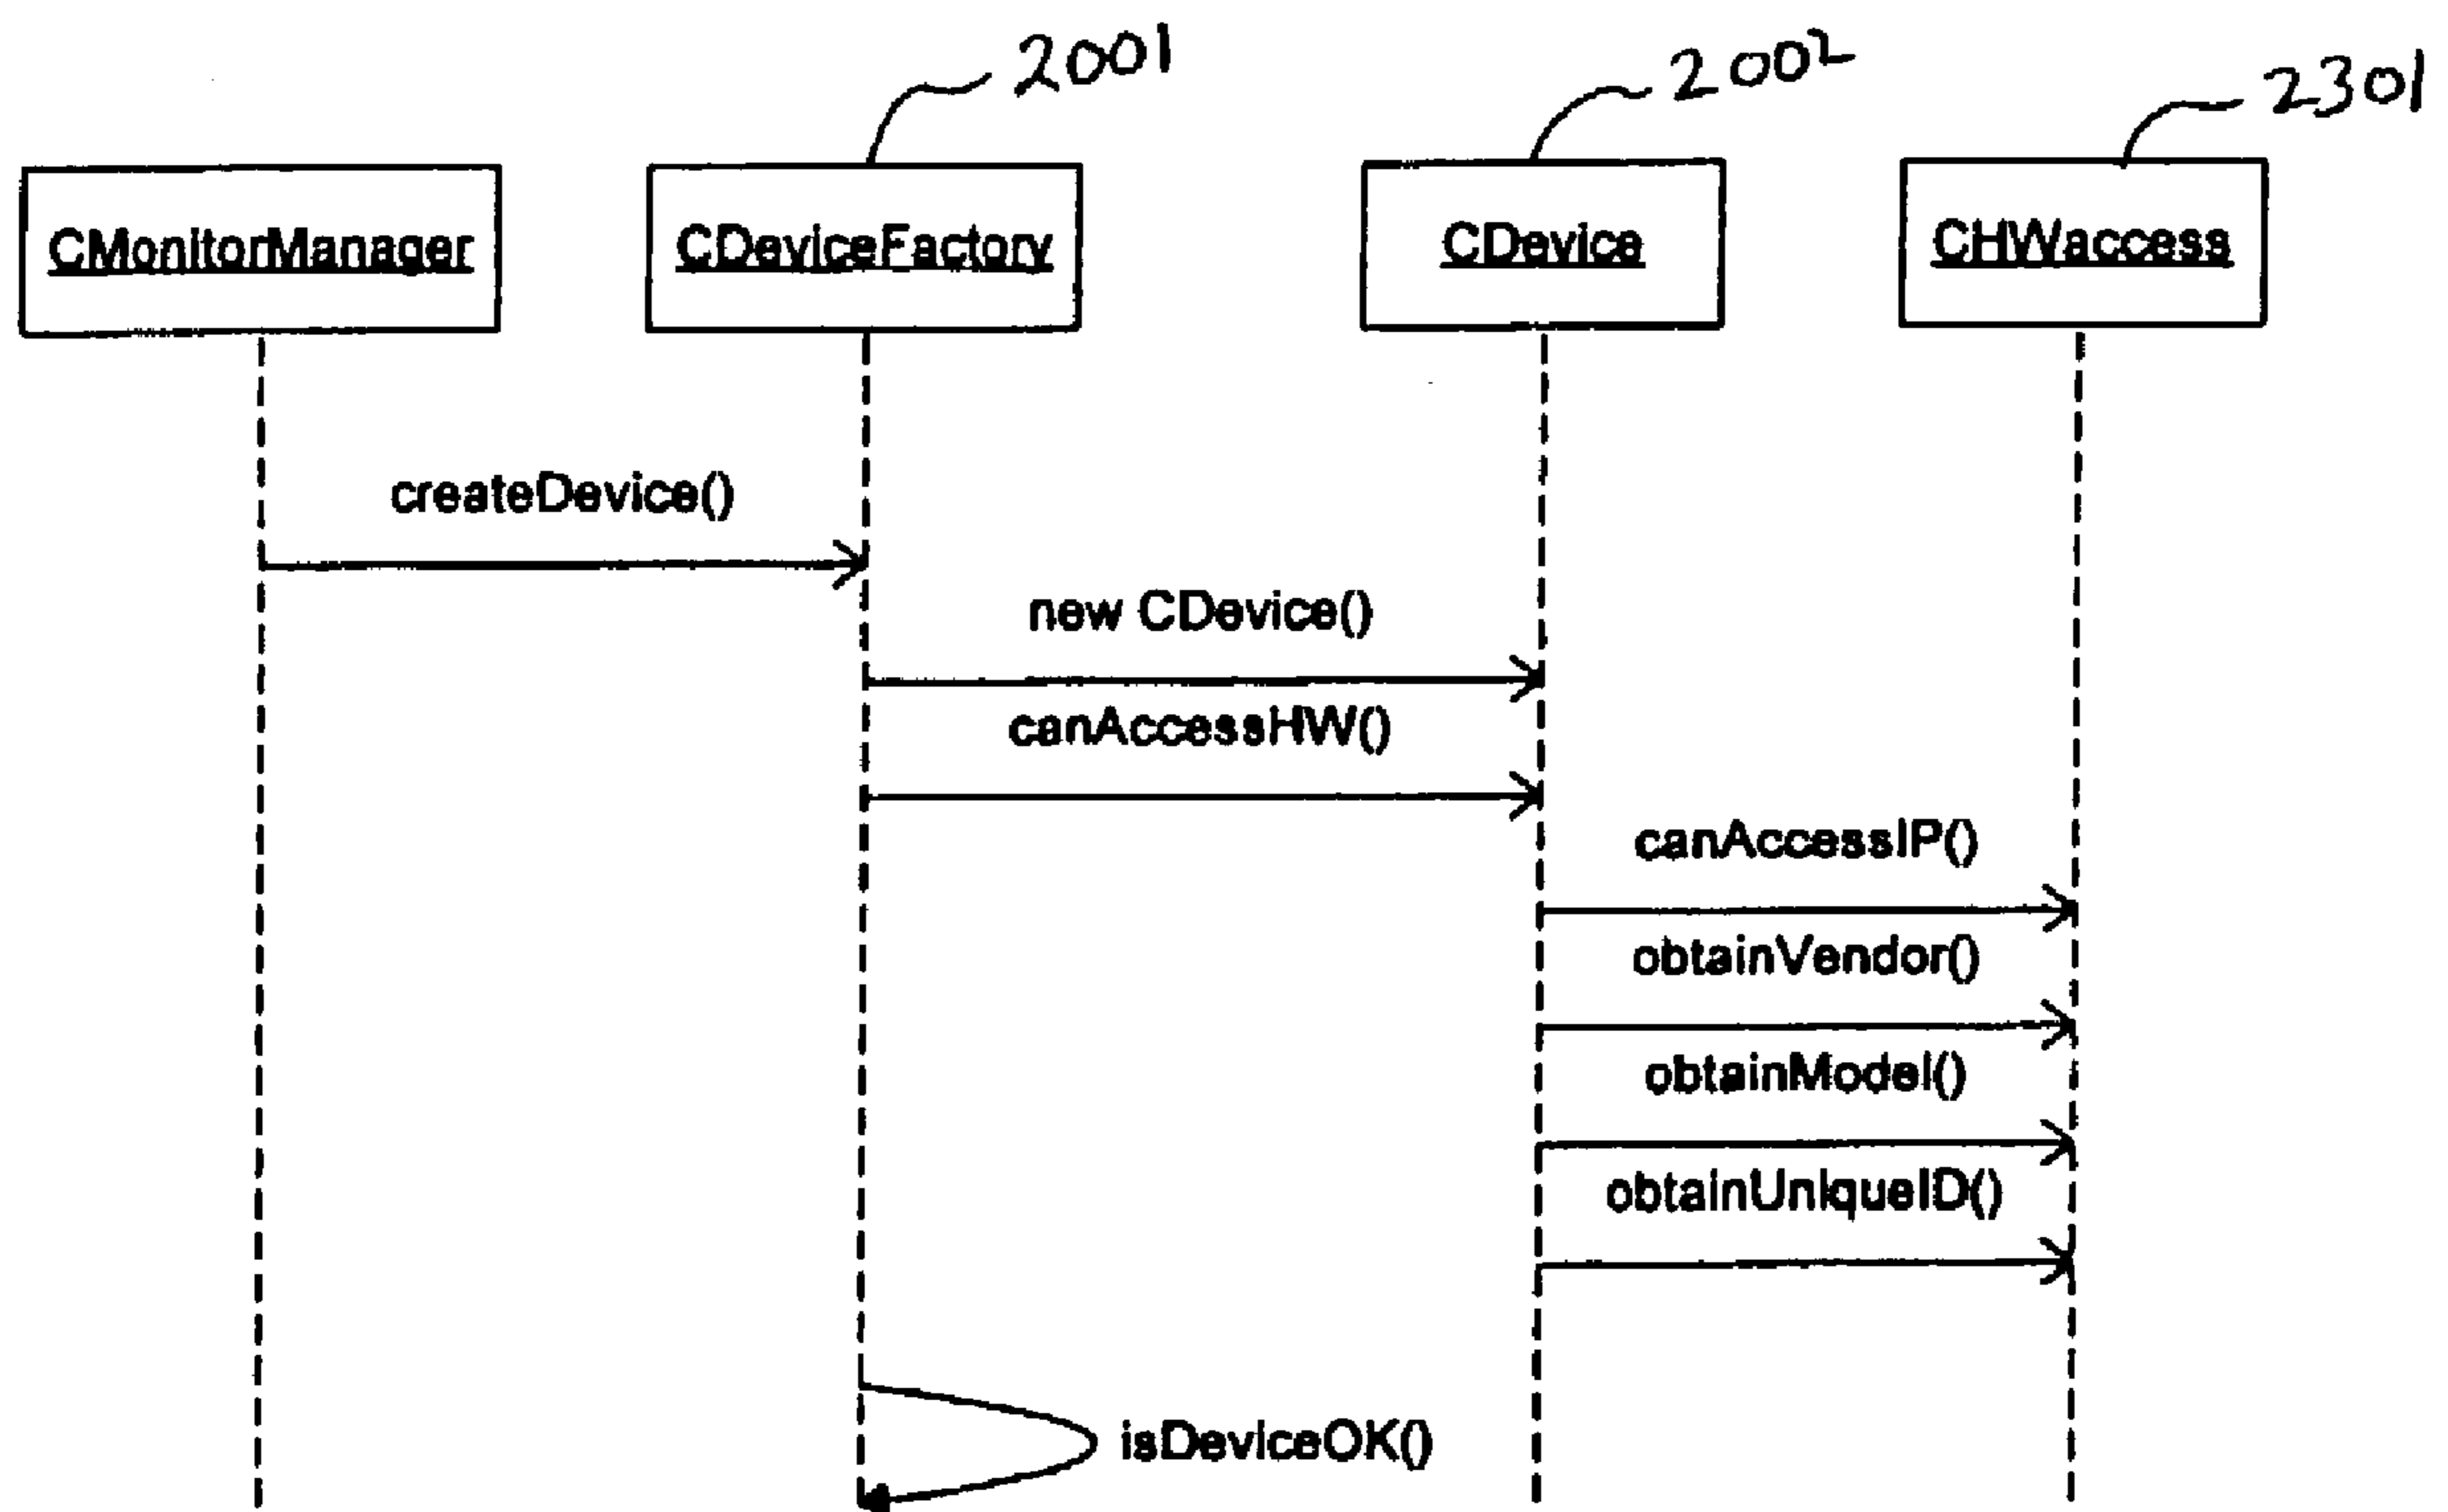 2001
2002
2301
CMonitorManager
CDeviceFactory
CDevice
CHWaccess
createDevice()
new CDevice()
canAccessHW()
canAccessIP()
obtainVendor()
obtainModel()
obtainUniqueID()
isDeviceOK()